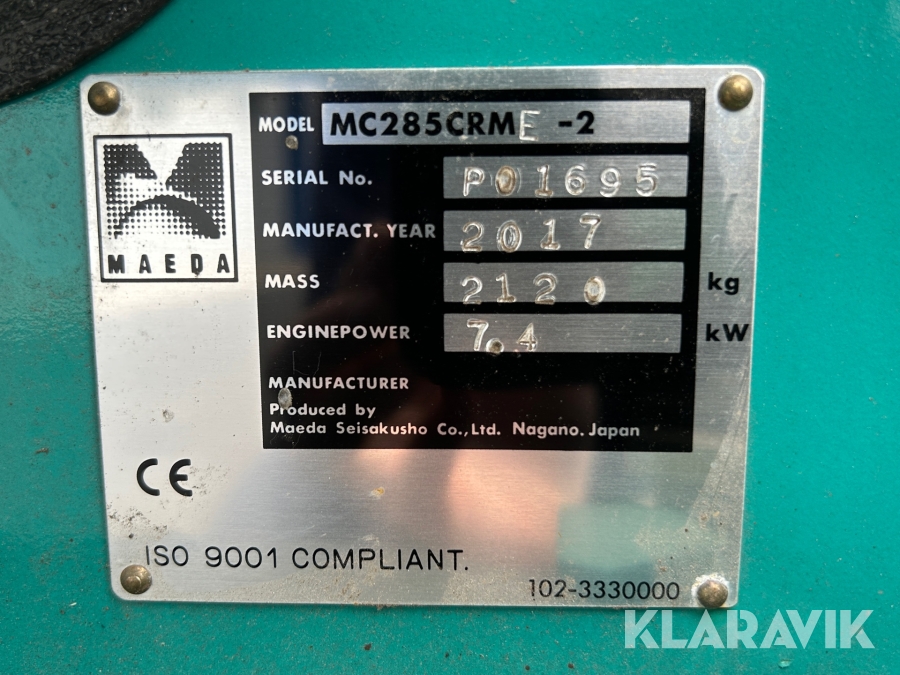 MODEL MC285CRME -2
SERIAL No. P01695
MANUFACT. YEAR 2017
MASS 2120 kg
ENGINEPOWER 7.4 kW
MANUFACTURER
Produced by
Maeda Seisakusho Co.,Ltd. Nagano.Japan
MAEDA
CE
ISO 9001 COMPLIANT.
102-3330000
KLARAVIK